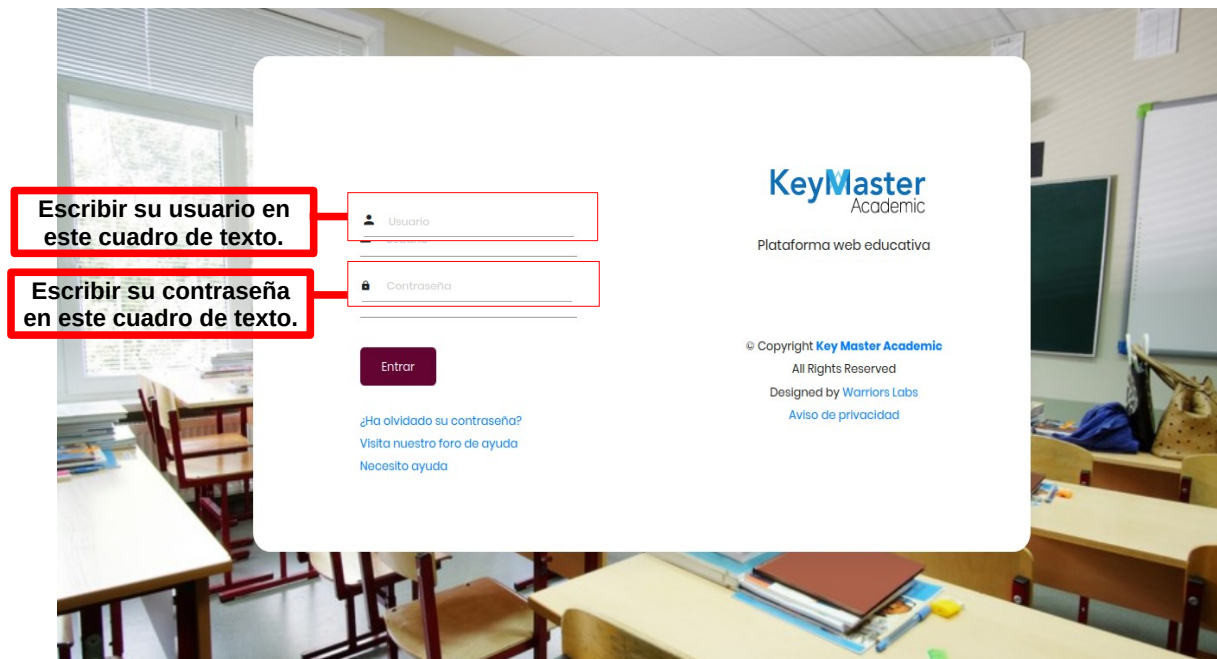 Escribir su usuario en
este cuadro de texto.
Usuario
Escribir su contraseña
en este cuadro de texto.
Contraseña
Entrar
¿Ha olvidado su contraseña?
Visita nuestro foro de ayuda
Necesito ayuda
KeyMaster
Academic
Plataforma web educativa
© Copyright Key Master Academic
All Rights Reserved
Designed by Warriors Labs
Aviso de privacidad